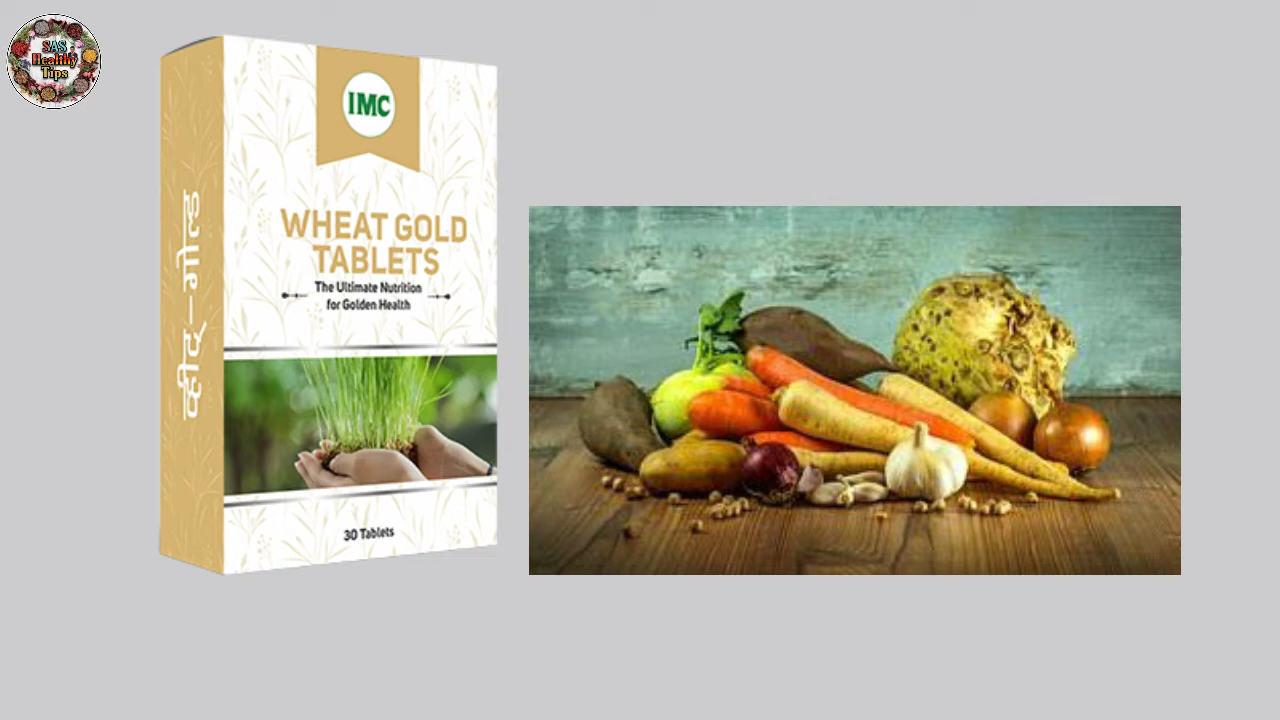 SAS
Healthy
Tips
IMC
WHEAT GOLD
TABLETS
The Ultimate Nutrition
for Golden Health
30 Tablets
व्हीट-गोल्ड